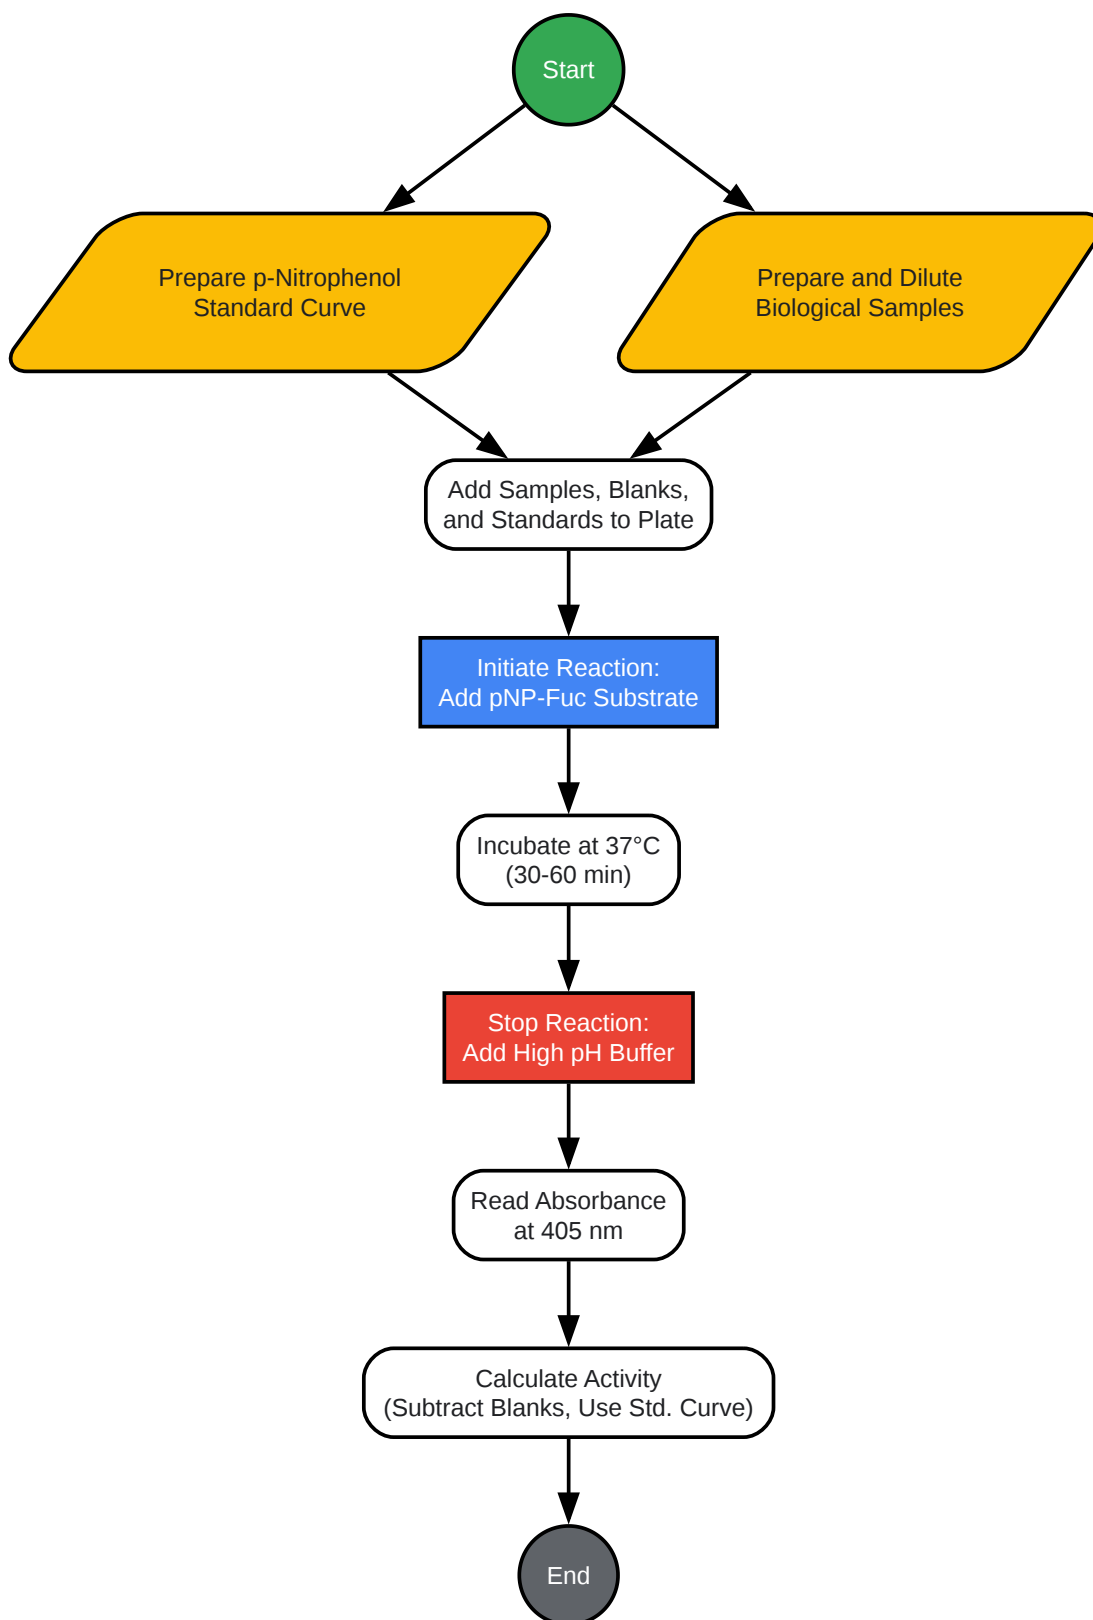 Start
Prepare p-Nitrophenol
Standard Curve
Prepare and Dilute
Biological Samples
Add Samples, Blanks,
and Standards to Plate
Initiate Reaction:
Add pNP-Fuc Substrate
Incubate at 37°C
(30-60 min)
Stop Reaction:
Add High pH Buffer
Read Absorbance
at 405 nm
Calculate Activity
(Subtract Blanks, Use Std. Curve)
End